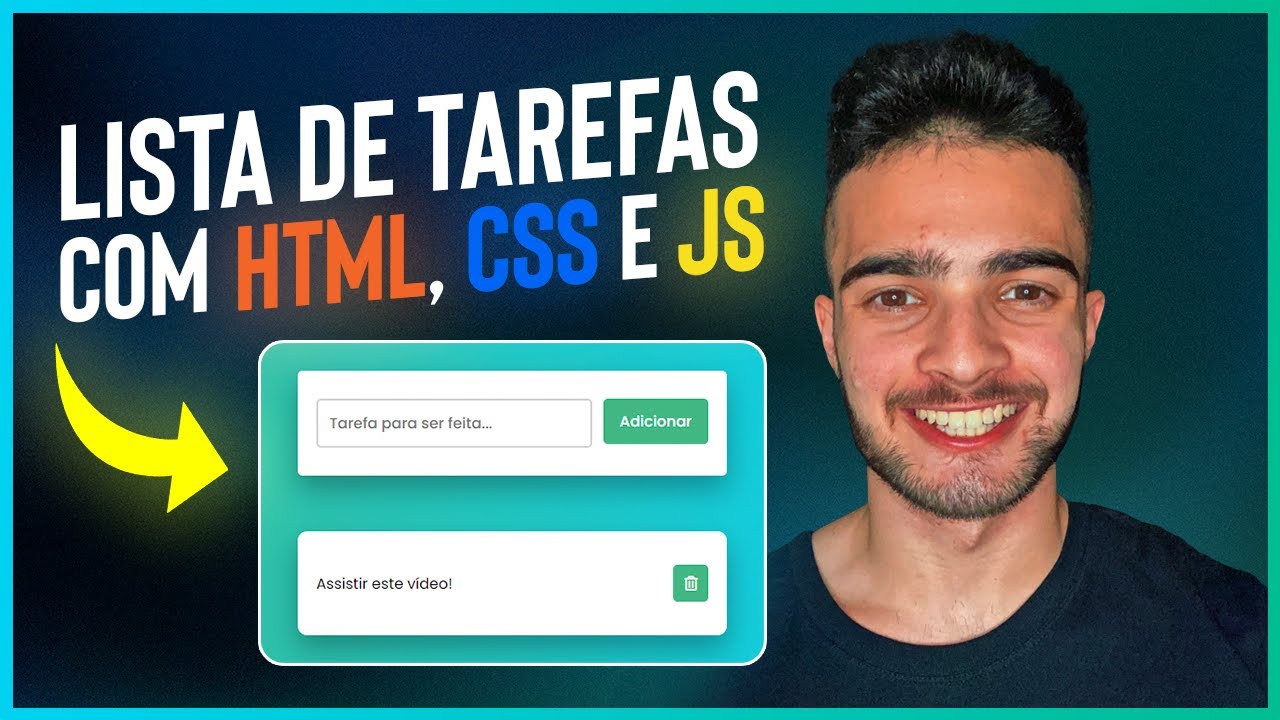 LISTA DE TAREFAS
COM HTML, CSS E JS
Tarefa para ser feita...
Adicionar
Assistir este vídeo!